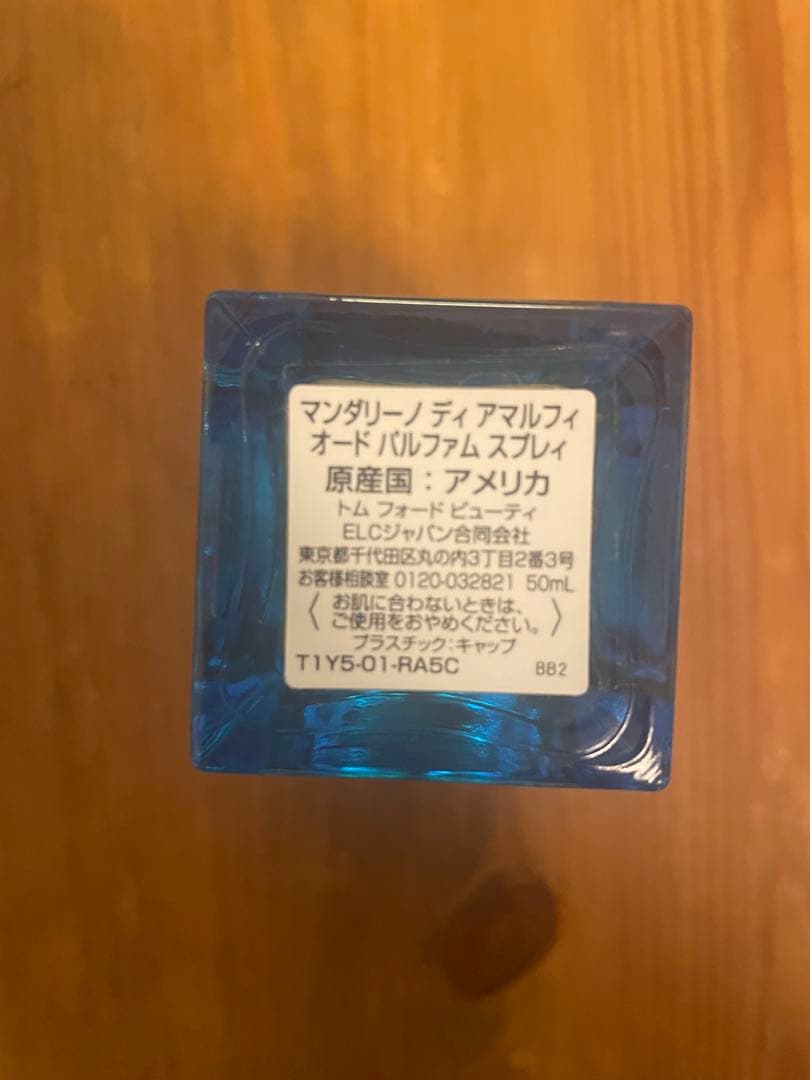 マンダリーノ ディ アマルフィ
オード パルファム スプレィ
原産国：アメリカ
トム フォード ビューティ
ELCジャパン合同会社
東京都千代田区丸の内3丁目2番3号
お客様相談室 0120-032821 50mL
〈 お肌に合わないときは、
ご使用をおやめください。 〉
プラスチック：キャップ
T1Y5-01-RA5C BB2